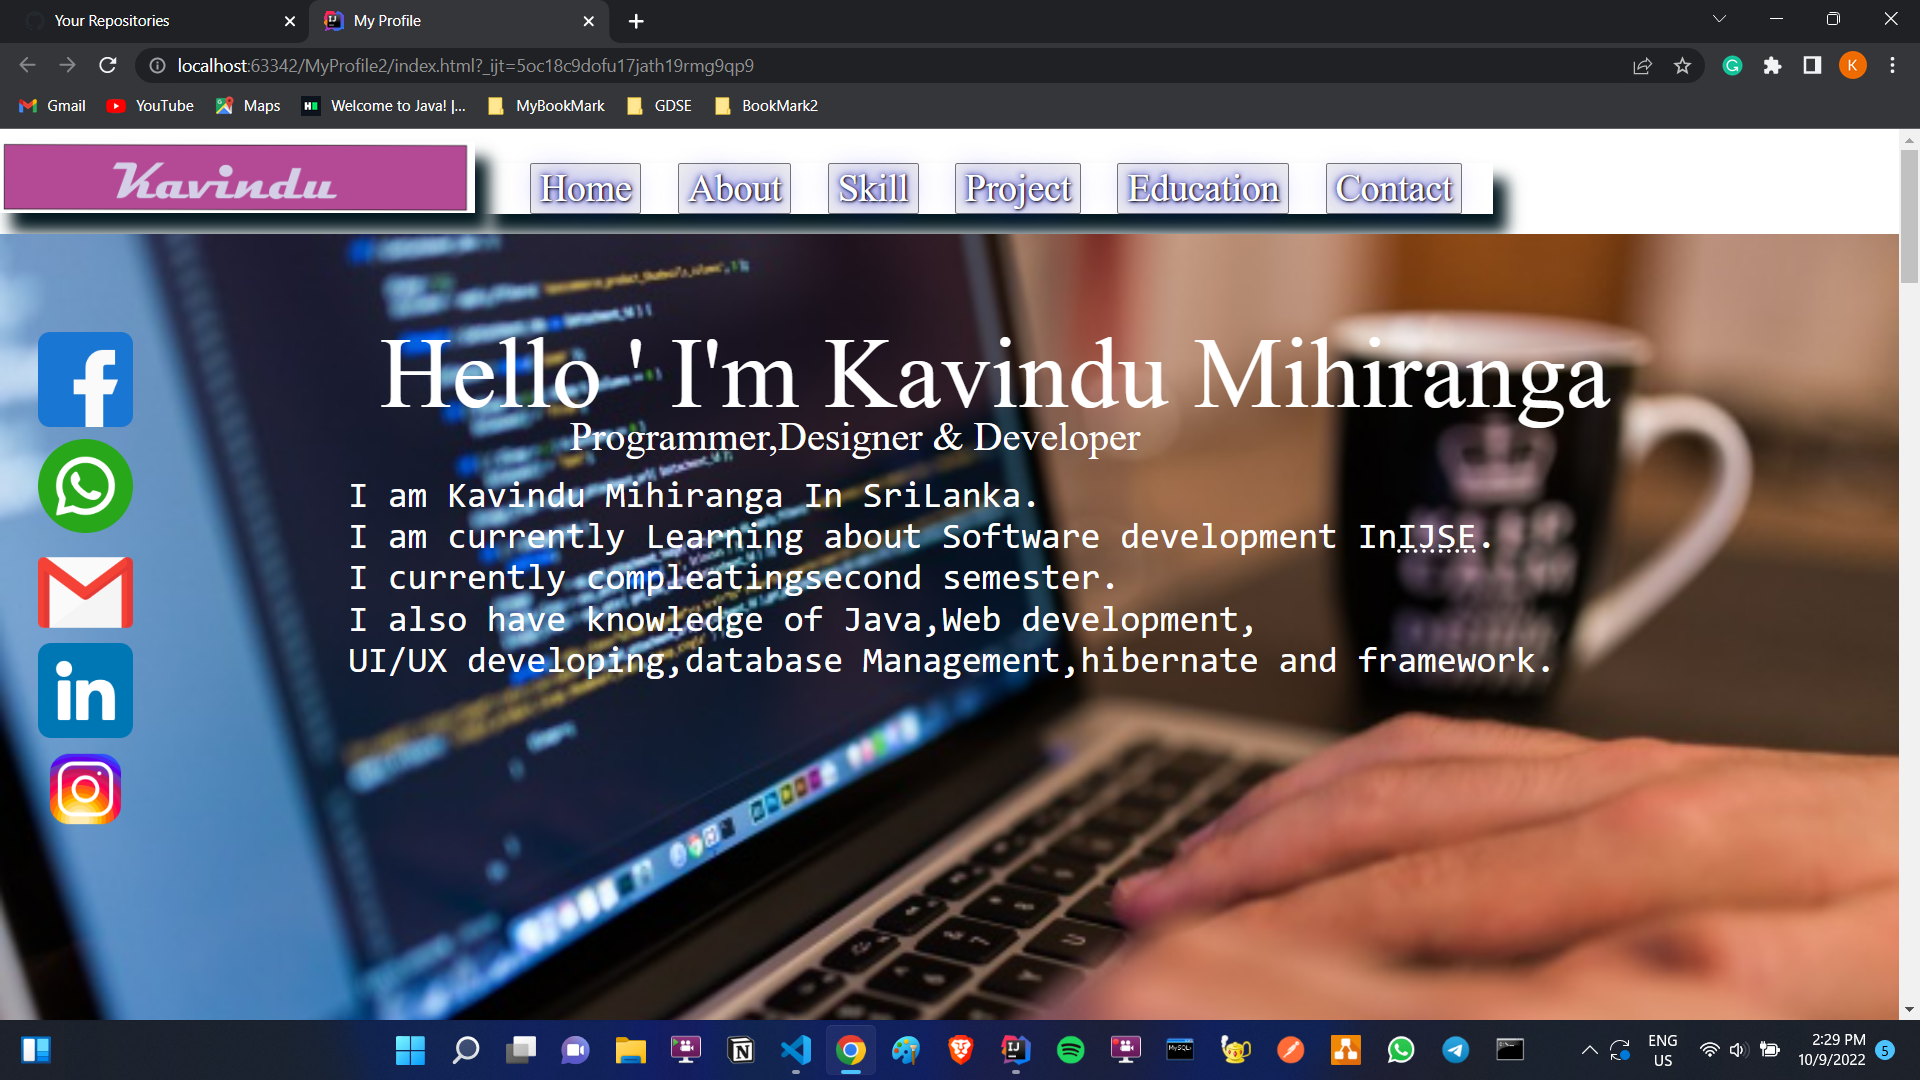 Your Repositories
My Profile
localhost:63342/MyProfile2/index.html?_ijt=5oc18c9dofu17jath19rmg9qp9
K
Gmail YouTube Maps Welcome to Java! |... MyBookMark GDSE BookMark2
Kavindu
Home About Skill Project Education Contact
Hello ' I'm Kavindu Mihiranga
Programmer,Designer & Developer
I am Kavindu Mihiranga In SriLanka.
I am currently Learning about Software development InIJSE.
I currently compleatingsecond semester.
I also have knowledge of Java,Web development,
UI/UX developing,database Management,hibernate and framework.
in
ENG
US
2:29 PM
10/9/2022
5